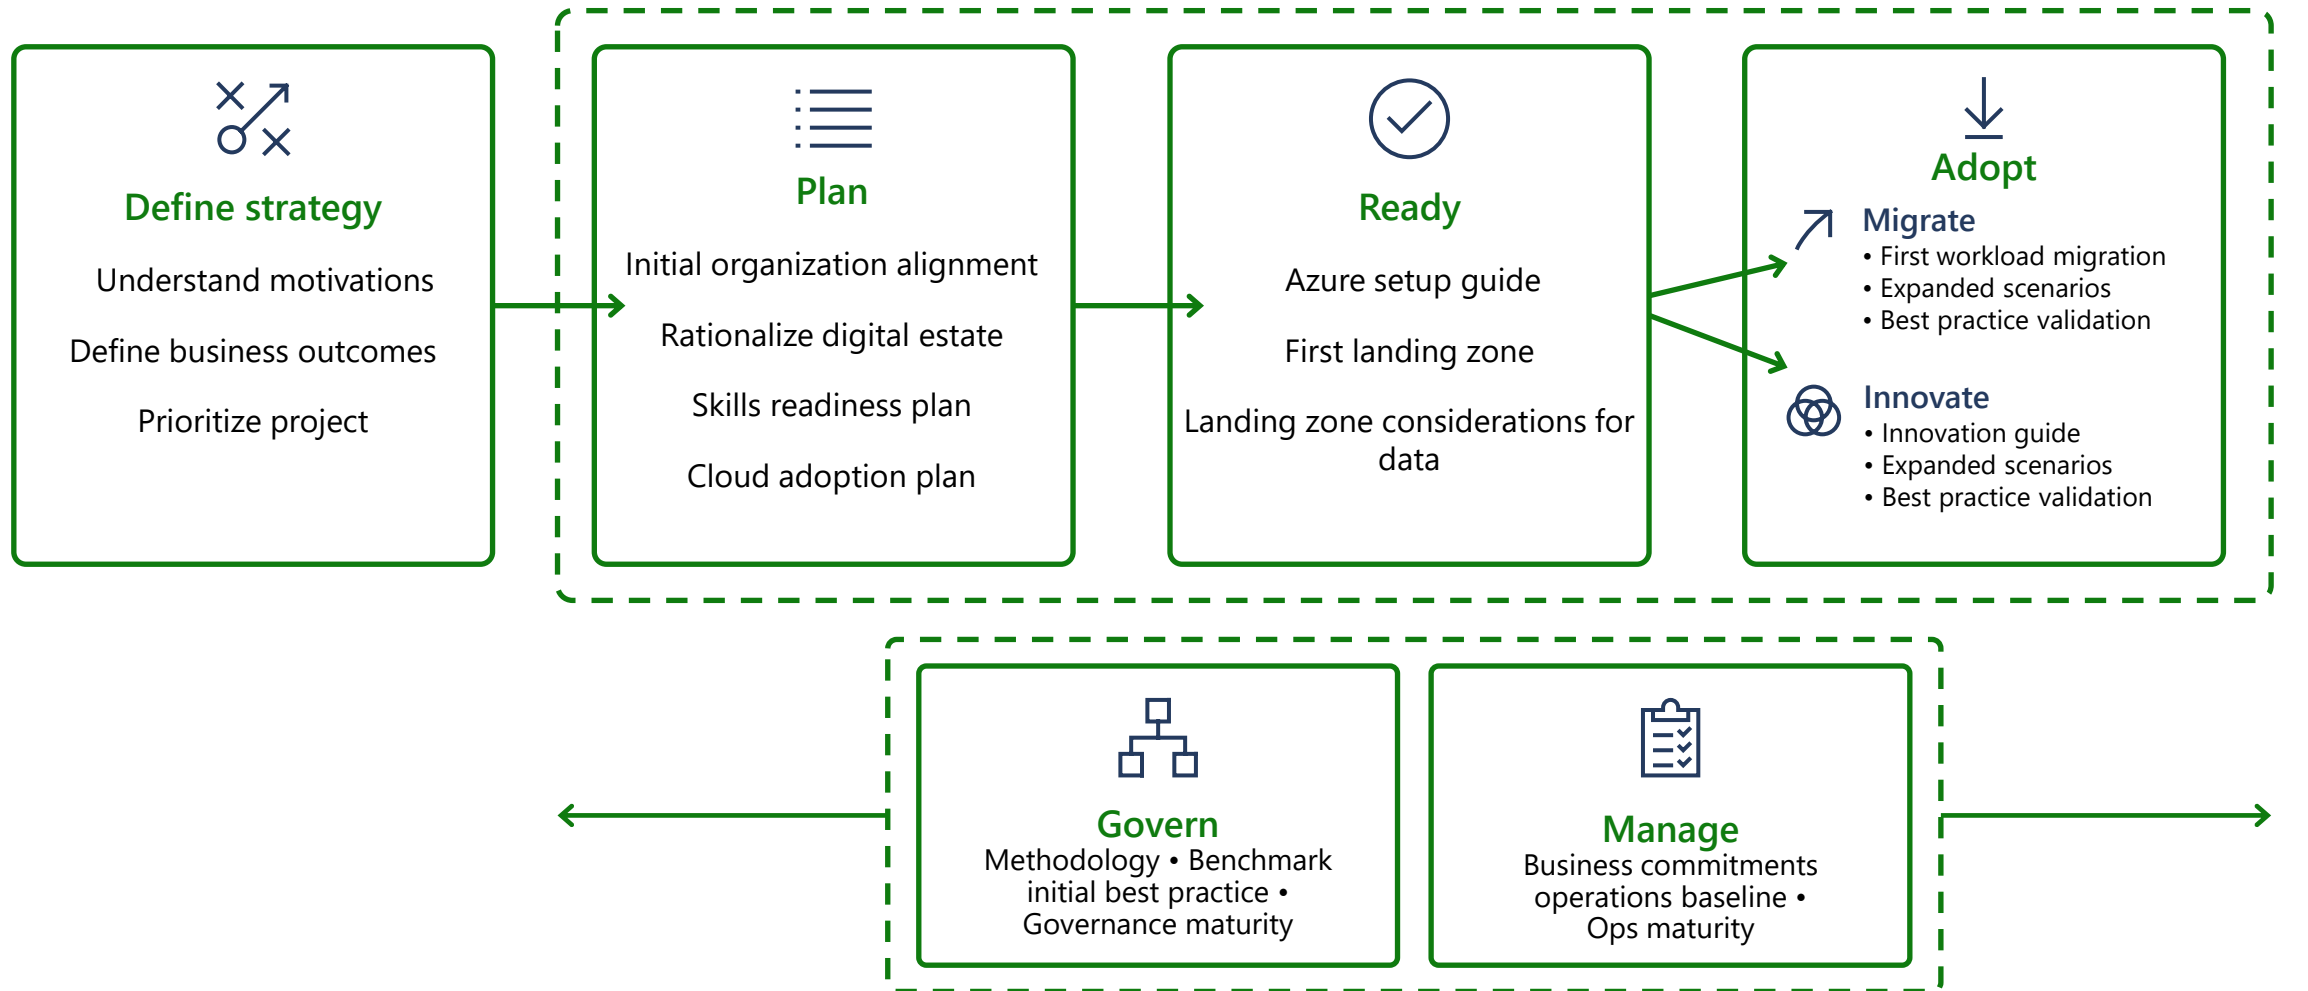 Define strategy
Understand motivations
Define business outcomes
Prioritize project
Plan
Initial organization alignment
Rationalize digital estate
Skills readiness plan
Cloud adoption plan
Ready
Azure setup guide
First landing zone
Landing zone considerations for
data
Adopt
Migrate
• First workload migration
• Expanded scenarios
• Best practice validation
Innovate
• Innovation guide
• Expanded scenarios
• Best practice validation
Govern
Methodology • Benchmark
initial best practice •
Governance maturity
Manage
Business commitments
operations baseline •
Ops maturity